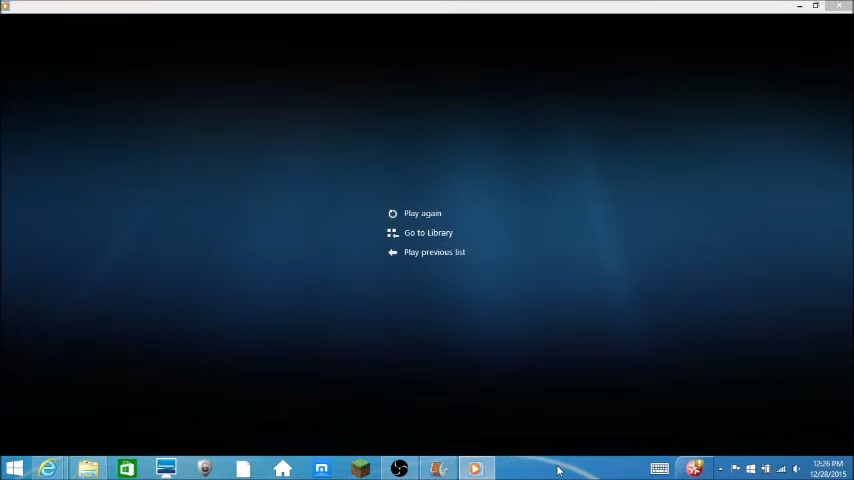 Play again
Go to Library
Play previous list
12:26 PM
12/28/2015